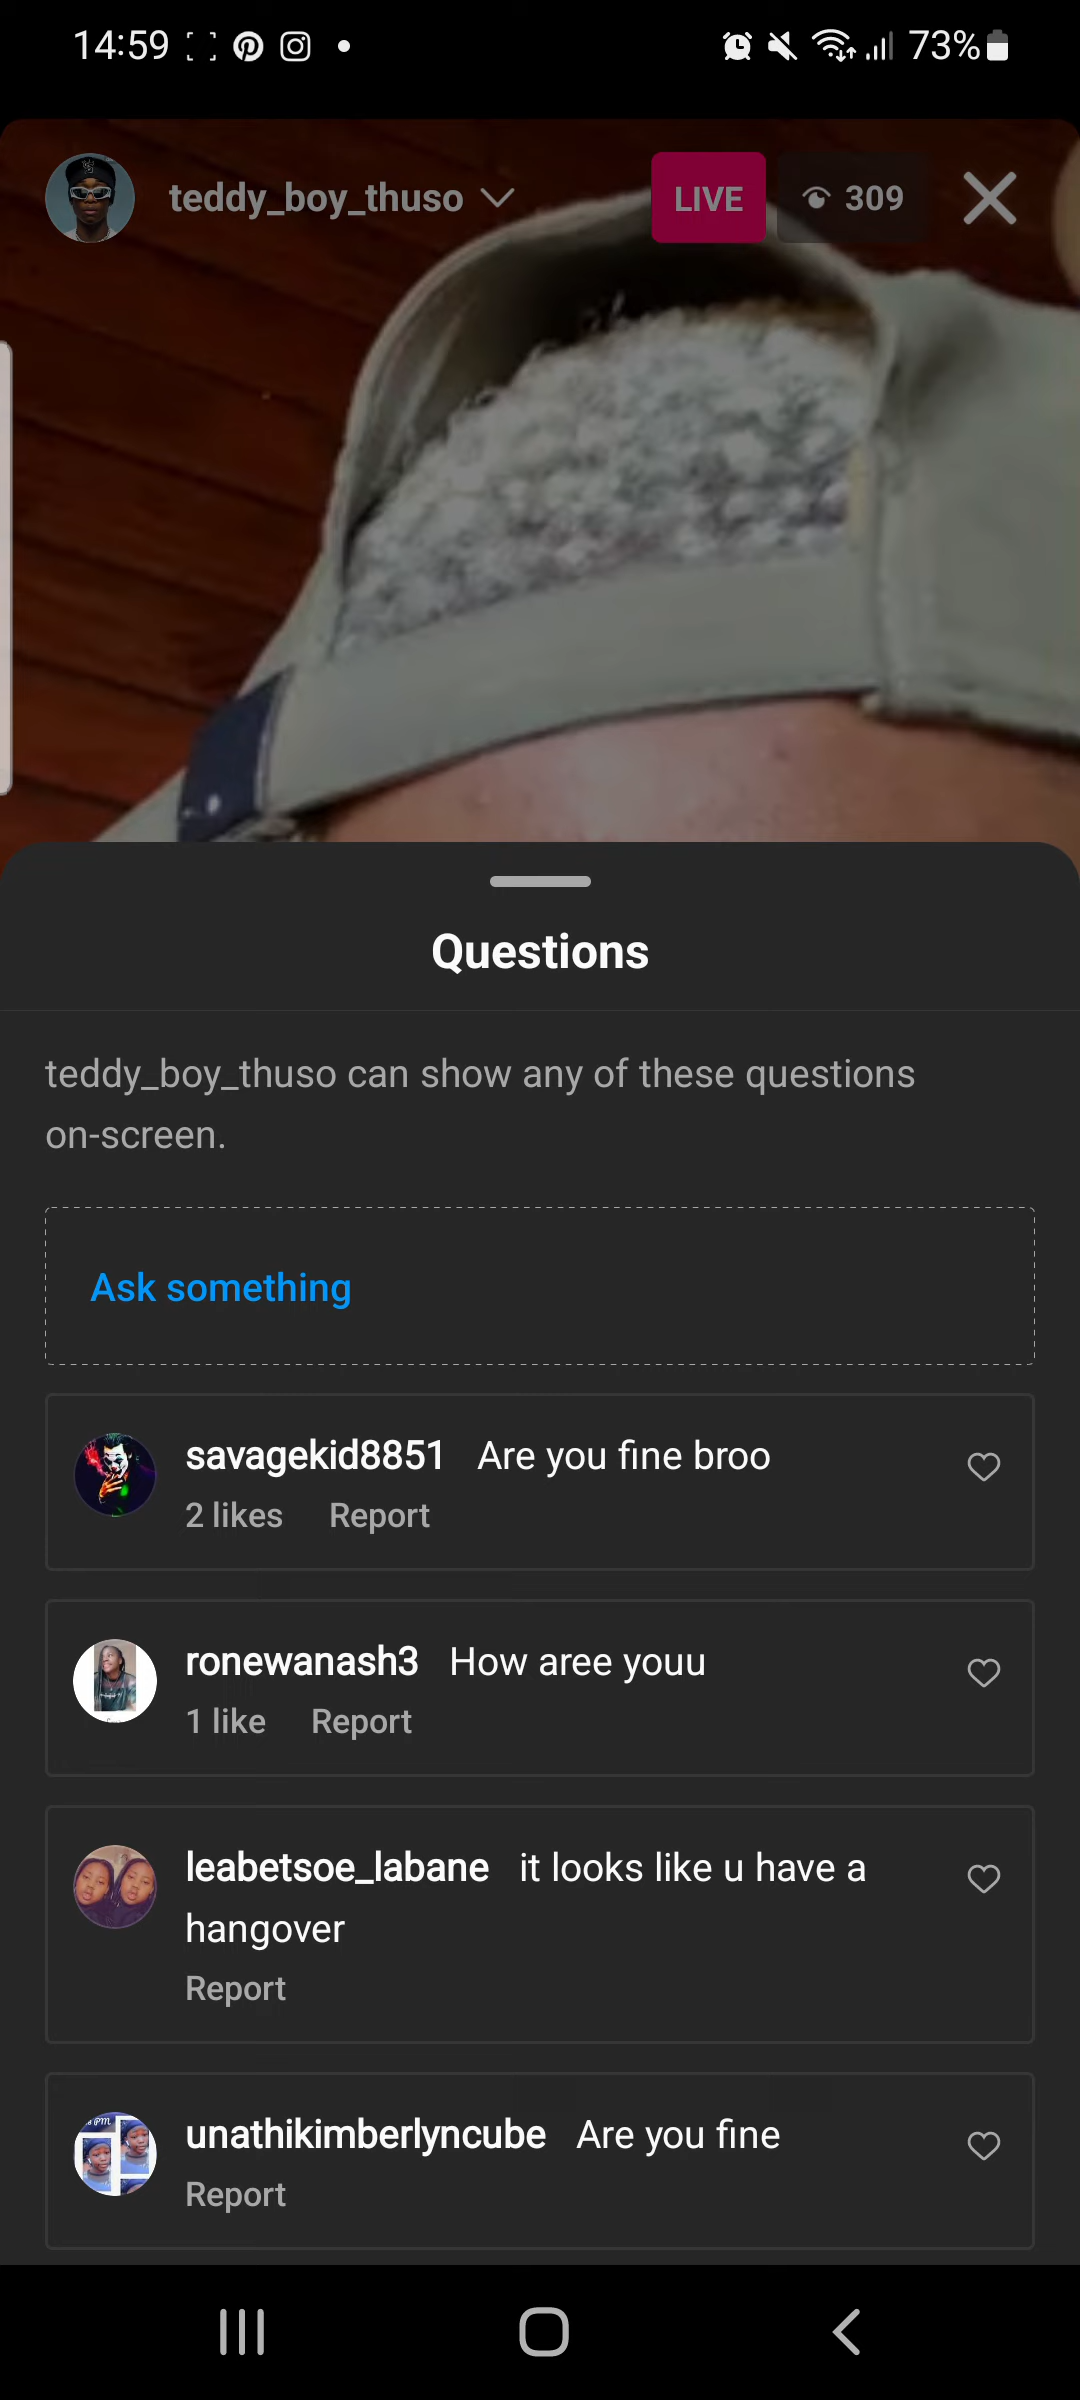 14:59 73%
teddy_boy_thuso LIVE 309
Questions
teddy_boy_thuso can show any of these questions
on-screen.
Ask something
savagekid8851 Are you fine broo
2 likes Report
ronewanash3 How aree youu
1 like Report
leabetsoe_labane it looks like u have a
hangover
Report
unathikimberlyncube Are you fine
Report